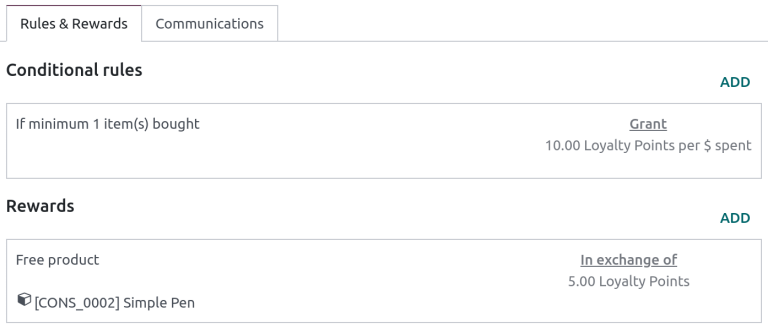 Rules & Rewards Communications
Conditional rules
ADD
If minimum 1 item(s) bought Grant
10.00 Loyalty Points per $ spent
Rewards
ADD
Free product In exchange of
5.00 Loyalty Points
[CONS_0002] Simple Pen